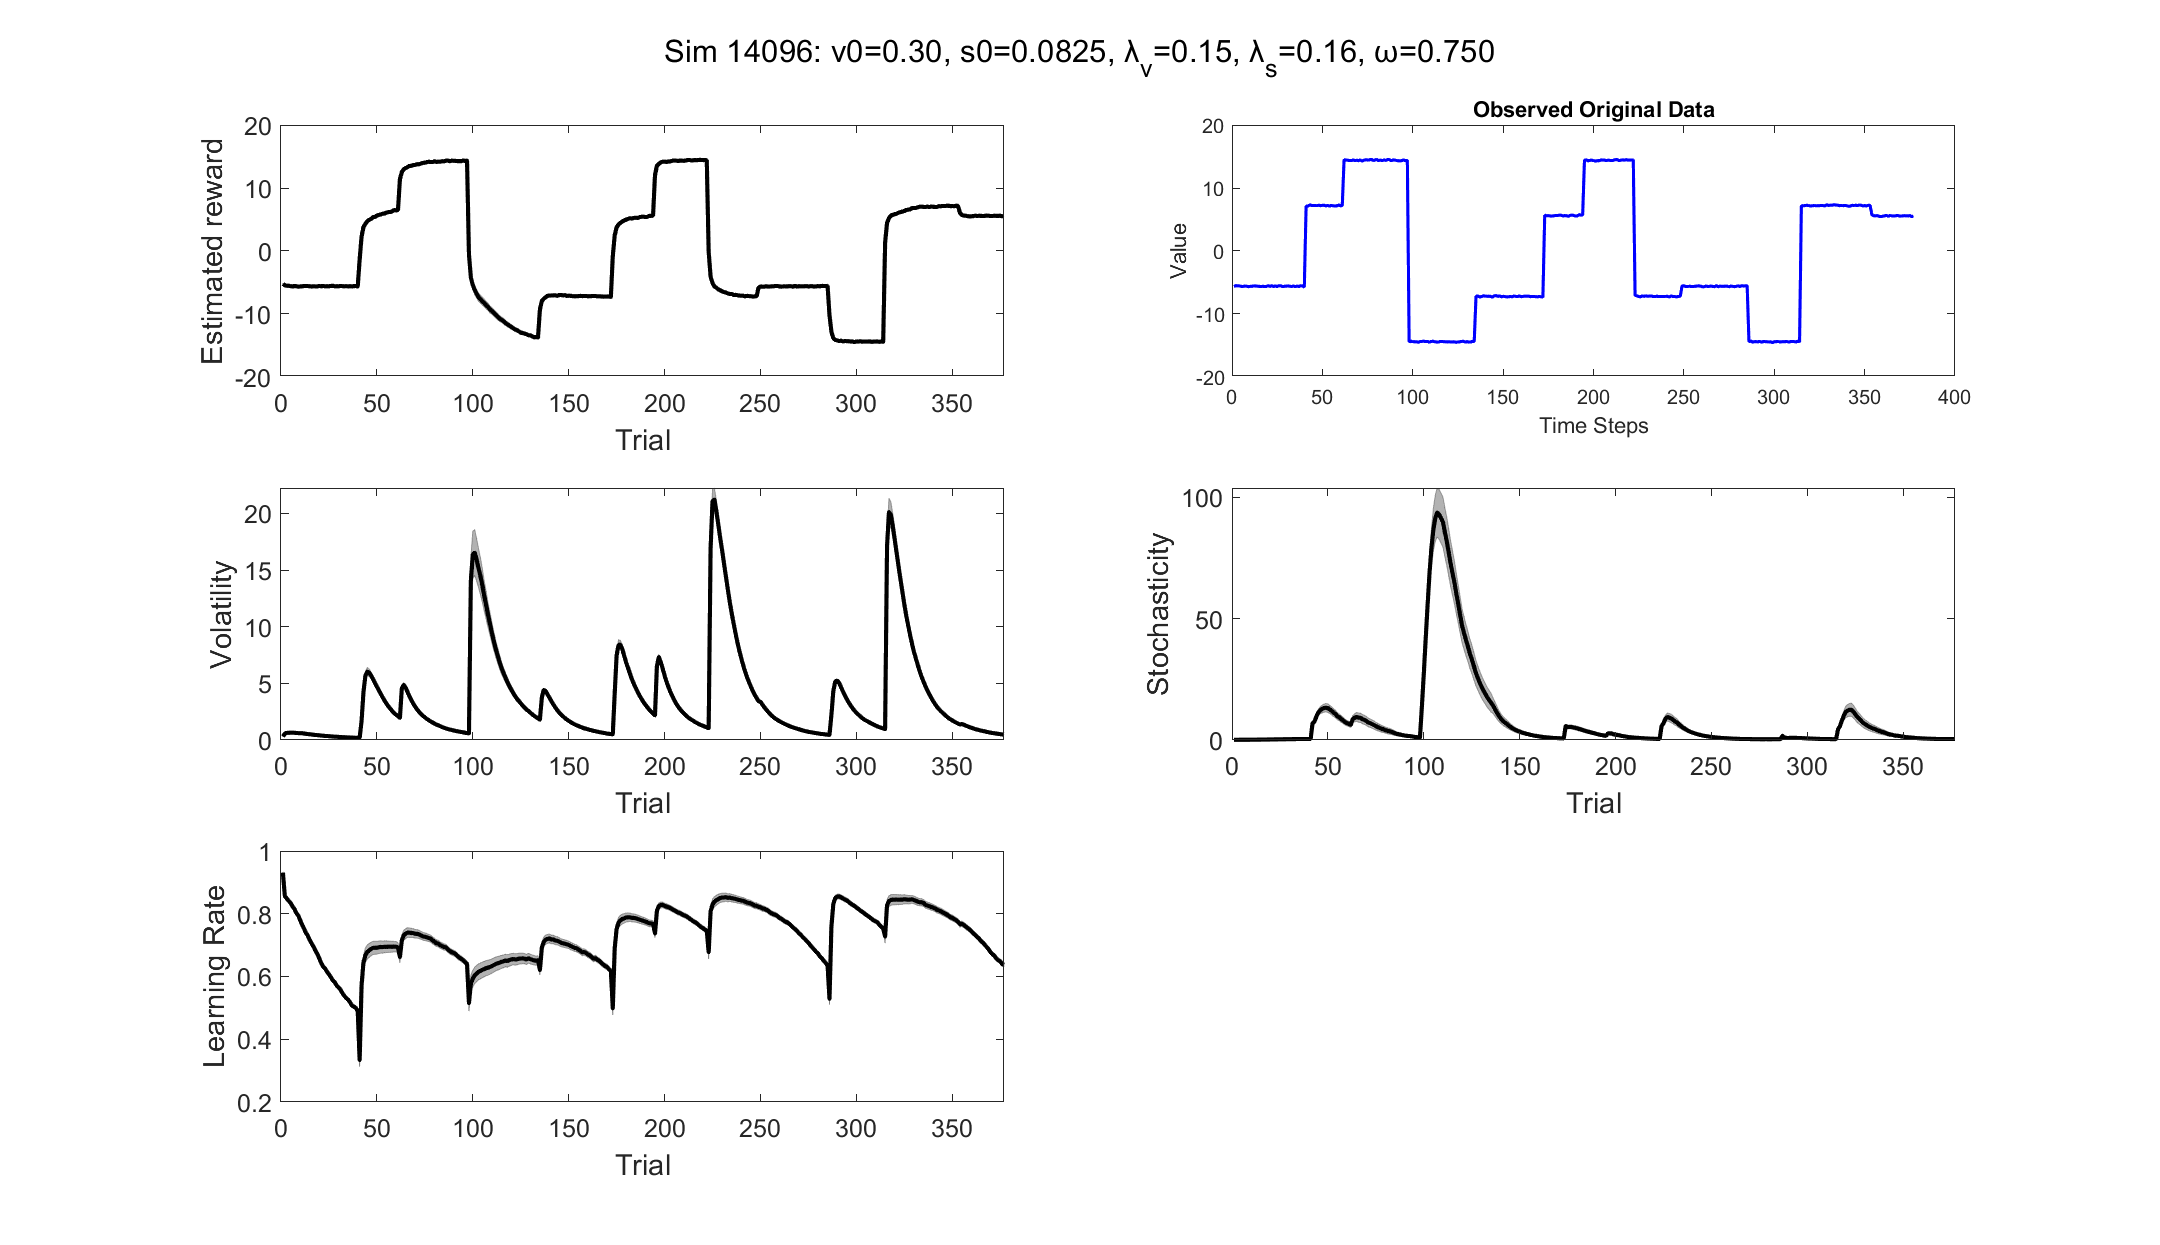 Sim 14096: v0=0.30, s0=0.0825, λ_v=0.15, λ_s=0.16, ω=0.750
Estimated reward
20
10
0
-10
-20
0 50 100 150 200 250 300 350
Trial
Observed Original Data
Value
20
10
0
-10
-20
0 50 100 150 200 250 300 350 400
Time Steps
Volatility
20
15
10
5
0
0 50 100 150 200 250 300 350
Trial
Stochasticity
100
50
0
0 50 100 150 200 250 300 350
Trial
Learning Rate
1
0.8
0.6
0.4
0.2
0 50 100 150 200 250 300 350
Trial